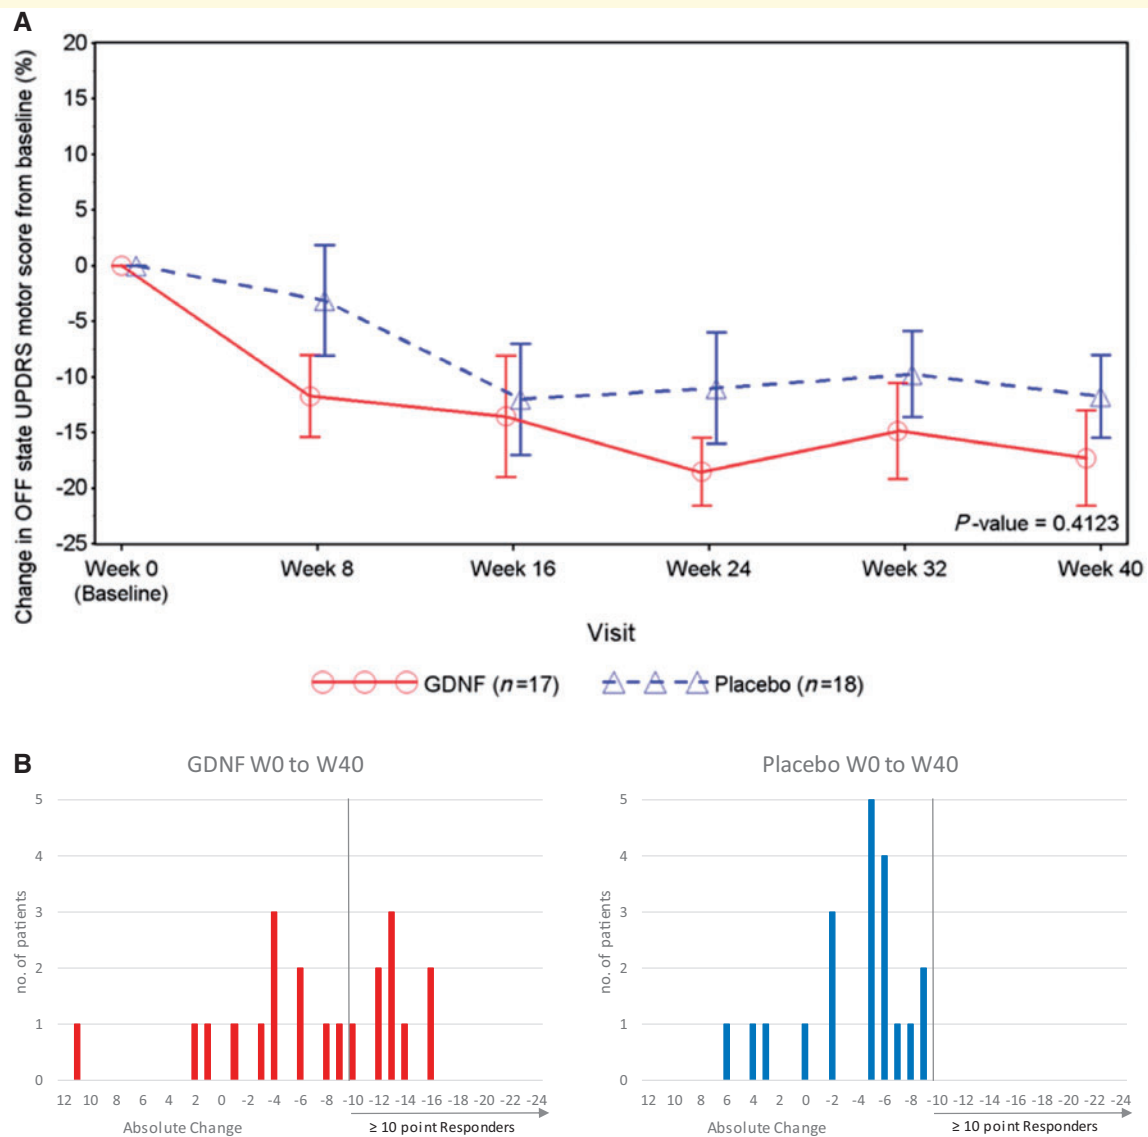 A
Change in OFF state UPDRS motor score from baseline (%)
20
15
10
5
0
-5
-10
-15
-20
-25
P-value = 0.4123
Week 0 Week 8 Week 16 Week 24 Week 32 Week 40
(Baseline)
Visit
GDNF (n=17) Placebo (n=18)
B
GDNF W0 to W40
no. of patients
5
4
3
2
1
0
12 10 8 6 4 2 0 -2 -4 -6 -8 -10 -12 -14 -16 -18 -20 -22 -24
Absolute Change ≥ 10 point Responders
Placebo W0 to W40
no. of patients
5
4
3
2
1
0
12 10 8 6 4 2 0 -2 -4 -6 -8 -10 -12 -14 -16 -18 -20 -22 -24
Absolute Change ≥ 10 point Responders